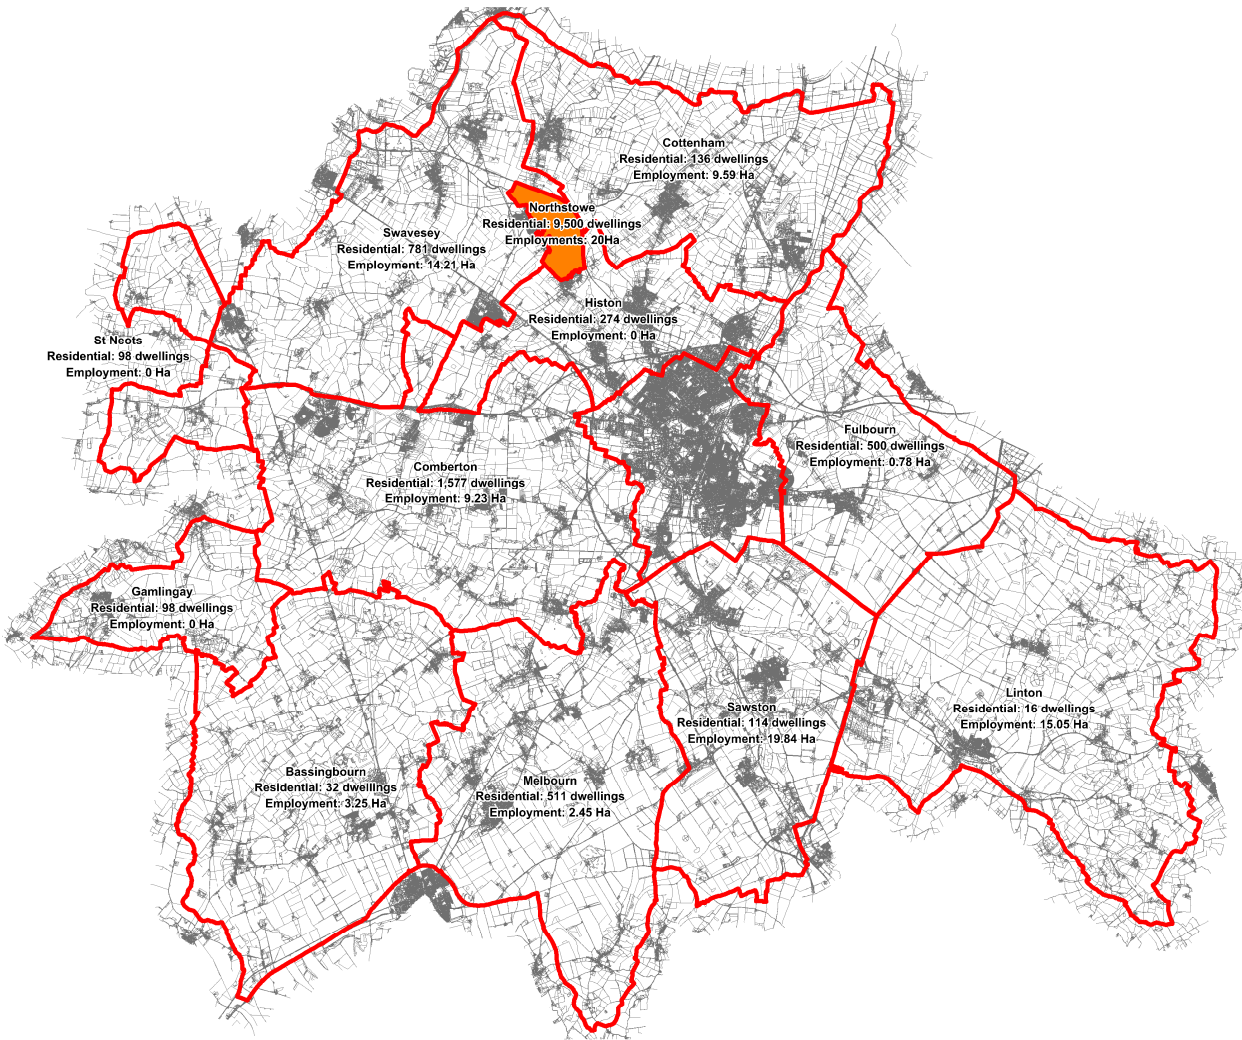 Cottenham
Residential: 136 dwellings
Employment: 9.59 Ha
Northstowe
Residential: 9,500 dwellings
Employments: 20Ha
Swavesey
Residential: 781 dwellings
Employment: 14.21 Ha
Histon
Residential: 274 dwellings
Employment: 0 Ha
St Neots
Residential: 98 dwellings
Employment: 0 Ha
Fulbourn
Residential: 500 dwellings
Employment: 0.78 Ha
Comberton
Residential: 1,577 dwellings
Employment: 9.23 Ha
Gamlingay
Residential: 98 dwellings
Employment: 0 Ha
Linton
Residential: 16 dwellings
Employment: 15.05 Ha
Sawston
Residential: 114 dwellings
Employment: 19.84 Ha
Bassingbourn
Residential: 32 dwellings
Employment: 3.25 Ha
Melbourn
Residential: 511 dwellings
Employment: 2.45 Ha